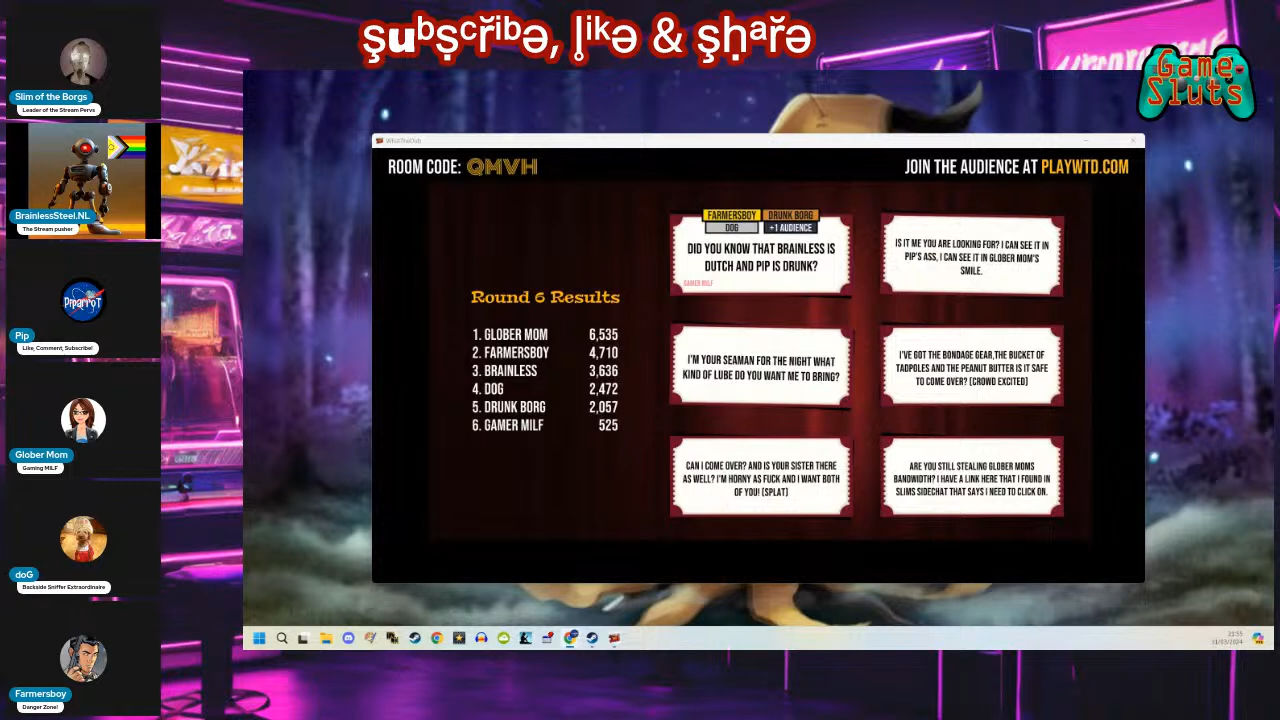 şubşcřibə, ḷikə & şḥařə
Game-
Sluts
Slim of the Borgs
Leader of the Stream Pervs
BrainlessSteel.NL
The Stream pusher
PIPARROT
Pip
Like, Comment, Subscribe!
Glober Mom
Gaming MILF
doG
Backside Sniffer Extraordinaire
Farmersboy
Danger Zone!
WhatTheDub
ROOM CODE: QMVH
JOIN THE AUDIENCE AT PLAYWTD.COM
Round 6 Results
1. GLOBER MOM 6,535
2. FARMERSBOY 4,710
3. BRAINLESS 3,636
4. DOG 2,472
5. DRUNK BORG 2,057
6. GAMER MILF 525
FARMERSBOY DRUNK BORG
DOG +1 AUDIENCE
DID YOU KNOW THAT BRAINLESS IS
DUTCH AND PIP IS DRUNK?
GAMER MILF
IS IT ME YOU ARE LOOKING FOR? I CAN SEE IT IN
PIP'S ASS, I CAN SEE IT IN GLOBER MOM'S
SMILE.
I'M YOUR SEAMAN FOR THE NIGHT WHAT
KIND OF LUBE DO YOU WANT ME TO BRING?
I'VE GOT THE BONDAGE GEAR,THE BUCKET OF
TADPOLES AND THE PEANUT BUTTER IS IT SAFE
TO COME OVER? (CROWD EXCITED)
CAN I COME OVER? AND IS YOUR SISTER THERE
AS WELL? I'M HORNY AS FUCK AND I WANT BOTH
OF YOU! (SPLAT)
ARE YOU STILL STEALING GLOBER MOMS
BANDWIDTH? I HAVE A LINK HERE THAT I FOUND IN
SLIMS SIDECHAT THAT SAYS I NEED TO CLICK ON.
21:55
31/03/2024